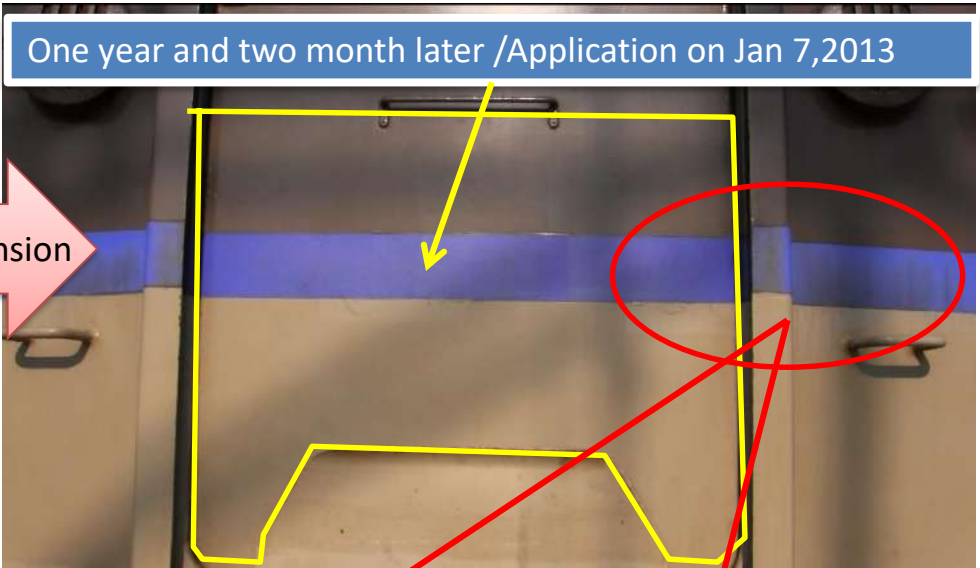 One year and two month later /Application on Jan 7,2013
nsion